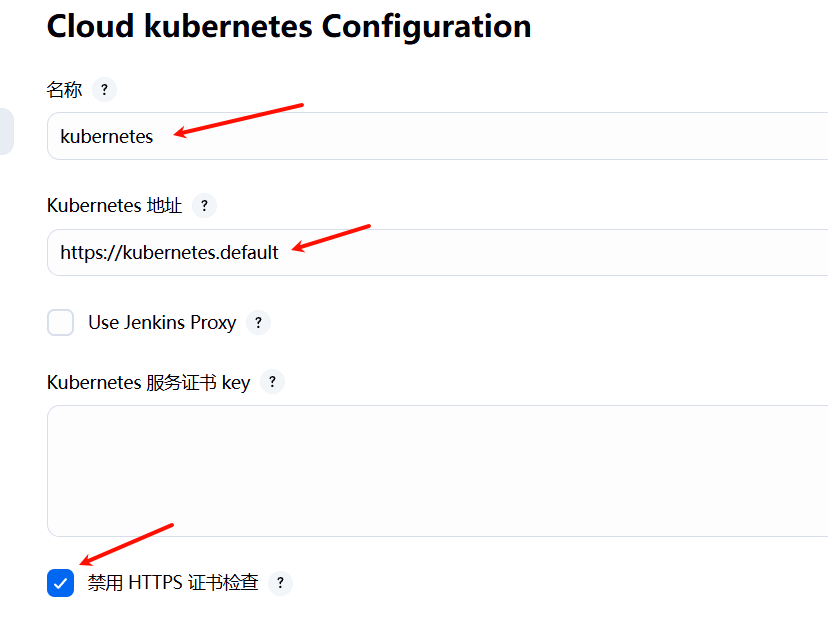 Cloud kubernetes Configuration
名称 ?
kubernetes
Kubernetes 地址 ?
https://kubernetes.default
Use Jenkins Proxy ?
Kubernetes 服务证书 key ?
禁用 HTTPS 证书检查 ?